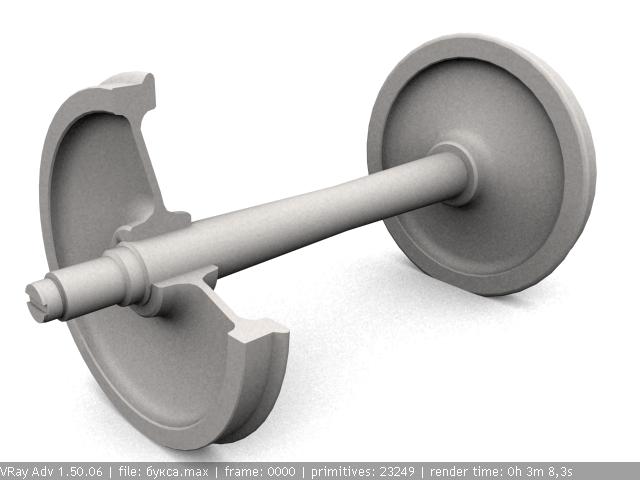 VRay Adv 1.50.06 | file: букса.max | frame: 0000 | primitives: 23249 | render time: 0h 3m 8,3s